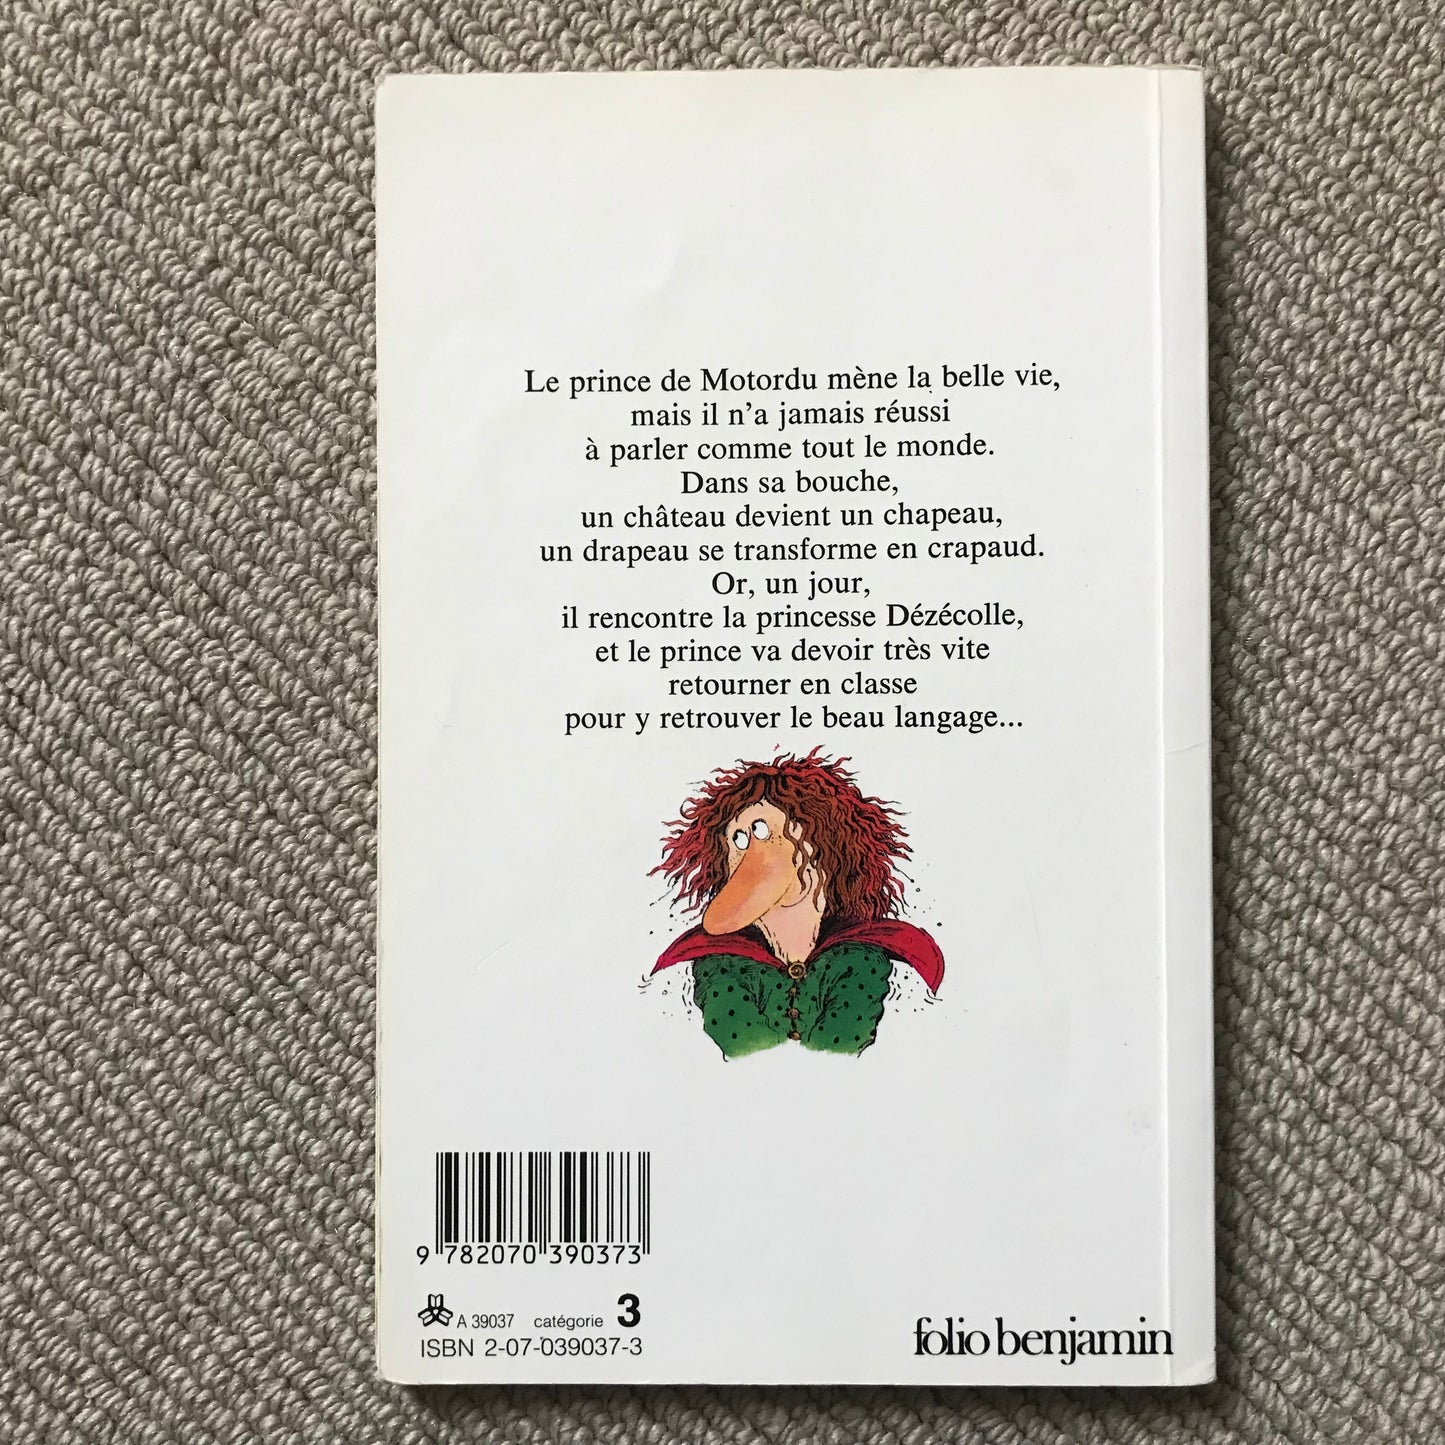 Le prince de Motordu mène la belle vie,
mais il n'a jamais réussi
à parler comme tout le monde.
Dans sa bouche,
un château devient un chapeau,
un drapeau se transforme en crapaud.
Or, un jour,
il rencontre la princesse Dézécolle,
et le prince va devoir très vite
retourner en classe
pour y retrouver le beau langage...
9 782070 390373
A 39037 catégorie 3
ISBN 2-07-039037-3
folio benjamin